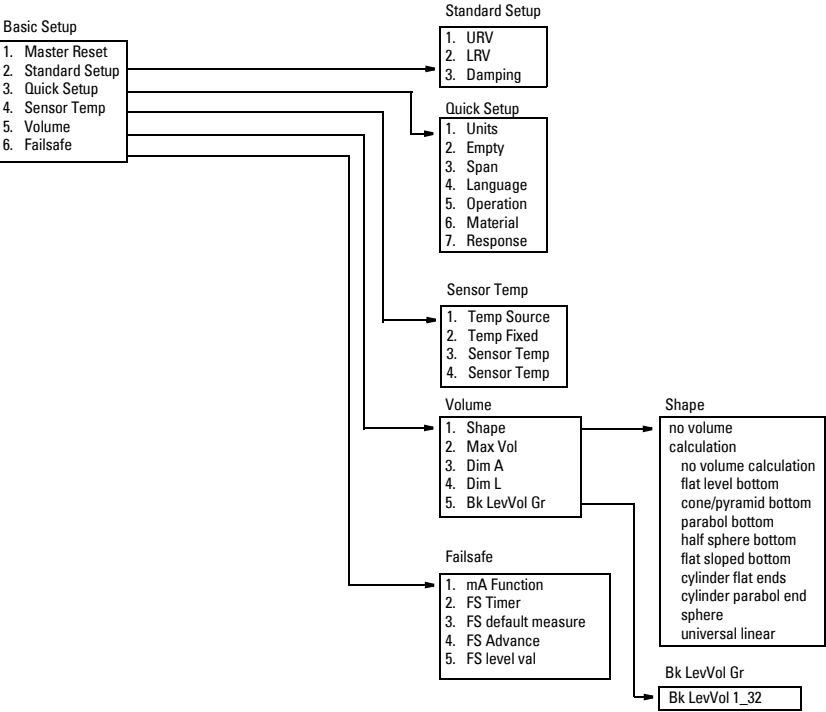 Basic Setup
1. Master Reset
2. Standard Setup
3. Quick Setup
4. Sensor Temp
5. Volume
6. Failsafe
Standard Setup
1. URV
2. LRV
3. Damping
Quick Setup
1. Units
2. Empty
3. Span
4. Language
5. Operation
6. Material
7. Response
Sensor Temp
1. Temp Source
2. Temp Fixed
3. Sensor Temp
4. Sensor Temp
Volume
1. Shape
2. Max Vol
3. Dim A
4. Dim L
5. Bk LevVol Gr
Shape
no volume
calculation
no volume calculation
flat level bottom
cone/pyramid bottom
parabol bottom
half sphere bottom
flat sloped bottom
cylinder flat ends
cylinder parabol end
sphere
universal linear
Failsafe
1. mA Function
2. FS Timer
3. FS default measure
4. FS Advance
5. FS level val
Bk LevVol Gr
Bk LevVol 1_32